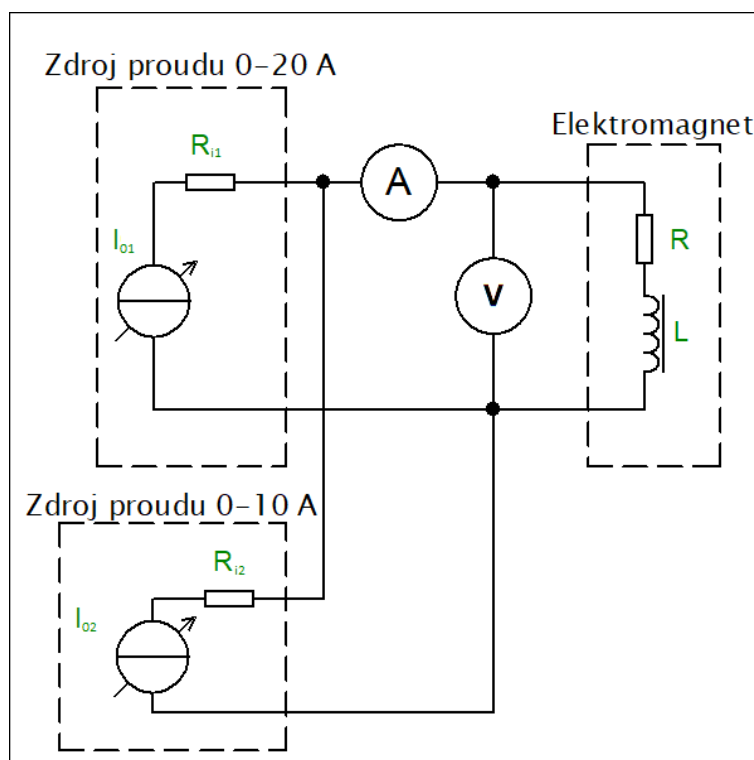 Zdroj proudu 0-20 A
Elektromagnet
Ri1
A
I01
R
V
L
Zdroj proudu 0-10 A
Ri2
I02